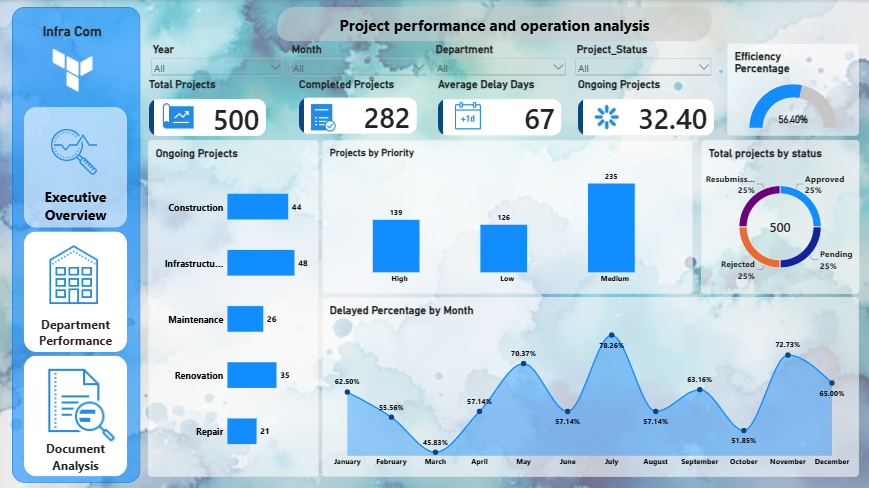 Infra Com
Project performance and operation analysis
Year
Month
Department
Project_Status
All
All
All
All
Total Projects
Completed Projects
Average Delay Days
Ongoing Projects
500
282
+1d
67
32.40
Efficiency
Percentage
56.40%
Executive
Overview
Department
Performance
Document
Analysis
Ongoing Projects
Construction
44
Infrastructu...
48
Maintenance
26
Renovation
35
Repair
21
Projects by Priority
139
126
235
High
Low
Medium
Total projects by status
Resubmiss...
25%
Approved
25%
500
Rejected
25%
Pending
25%
Delayed Percentage by Month
62.50%
55.56%
45.83%
57.14%
70.37%
57.14%
78.26%
57.14%
63.16%
51.85%
72.73%
65.00%
January
February
March
April
May
June
July
August
September
October
November
December